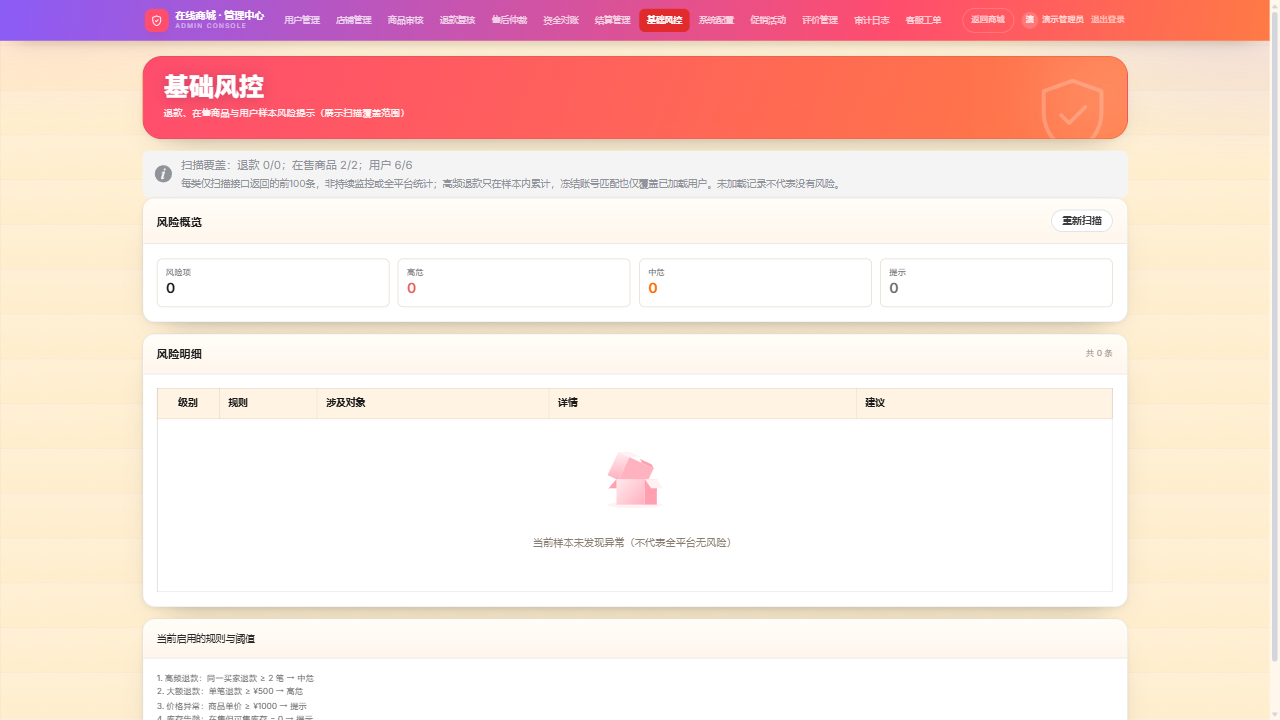 在线商城 · 管理中心
ADMIN CONSOLE
用户管理 店铺管理 商品审核 退款复核 售后仲裁 资金对账 结算管理 基础风控 系统配置 促销活动 评价管理 审计日志 客服工单 返回商城 演 演示管理员 退出登录
基础风控
退款、在售商品与用户样本风险提示（展示扫描覆盖范围）
扫描覆盖：退款 0/0；在售商品 2/2；用户 6/6
每类仅扫描接口返回的前100条，非持续监控或全平台统计；高频退款只在样本内累计，冻结账号匹配也仅覆盖已加载用户。未加载记录不代表没有风险。
风险概览
重新扫描
风险项 高危 中危 提示
0 0 0 0
风险明细
共 0 条
级别 规则 涉及对象 详情 建议
当前样本未发现异常（不代表全平台无风险）
当前启用的规则与阈值
1. 高频退款：同一买家退款 ≥ 2 笔 → 中危
2. 大额退款：单笔退款 ≥ ¥500 → 高危
3. 价格异常：商品单价 ≥ ¥1000 → 提示